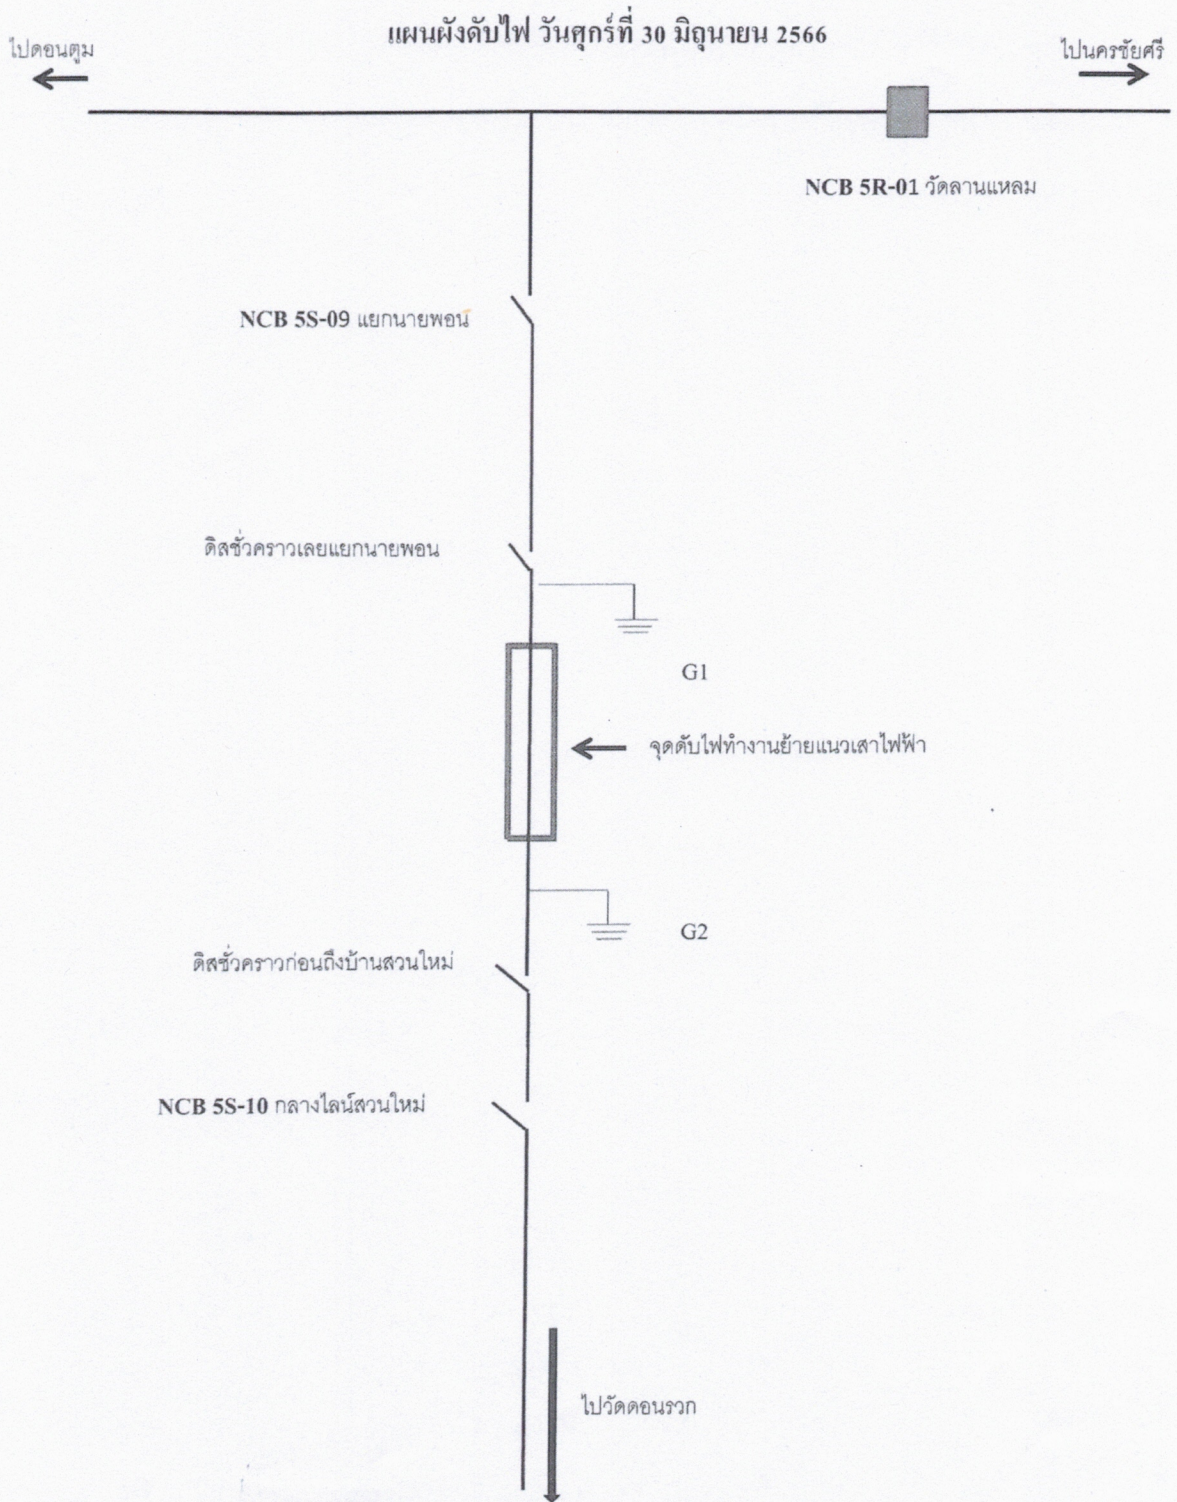 แผนผังดับไฟ วันศุกร์ที่ 30 มิถุนายน 2566
ไปดอนตูม
ไปนครชัยศรี
NCB 5R-01 วัดลานแหลม
NCB 5S-09 แยกนายพอน
ดิสชั่วคราวเลยแยกนายพอน
G1
จุดดับไฟทำงานย้ายแนวเสาไฟฟ้า
G2
ดิสชั่วคราวก่อนถึงบ้านสวนใหม่
NCB 5S-10 กลางไลน์สวนใหม่
ไปวัดดอนรวก